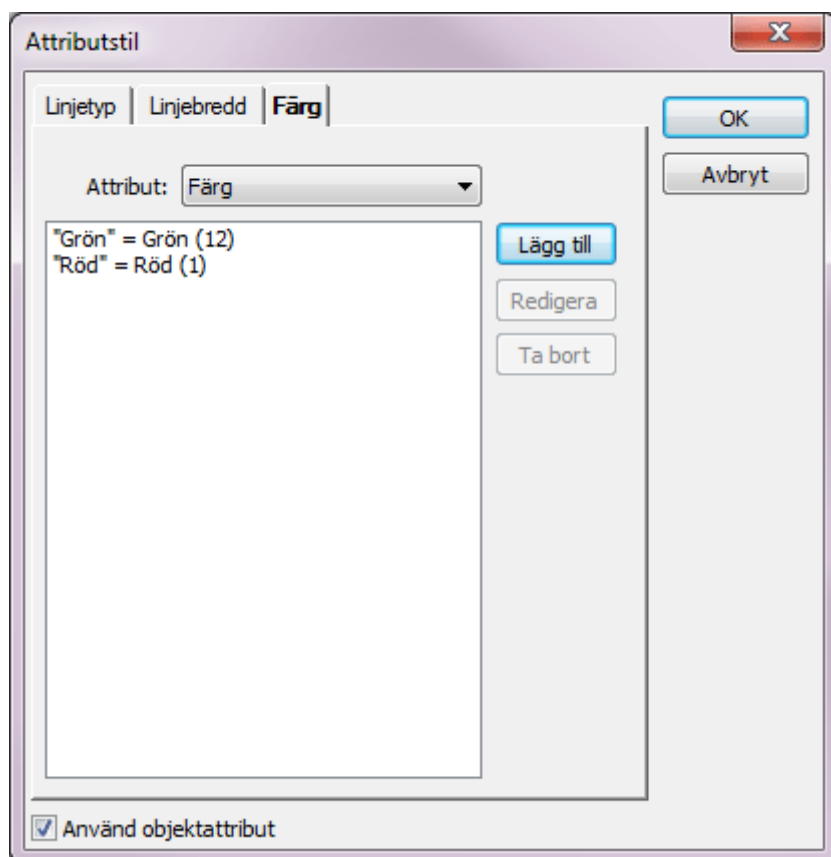 Attributstil
Linjetyp Linjebredd Färg
OK
Avbryt
Attribut: Färg
"Grön" = Grön (12)
"Röd" = Röd (1)
Lägg till
Redigera
Ta bort
Använd objektattribut